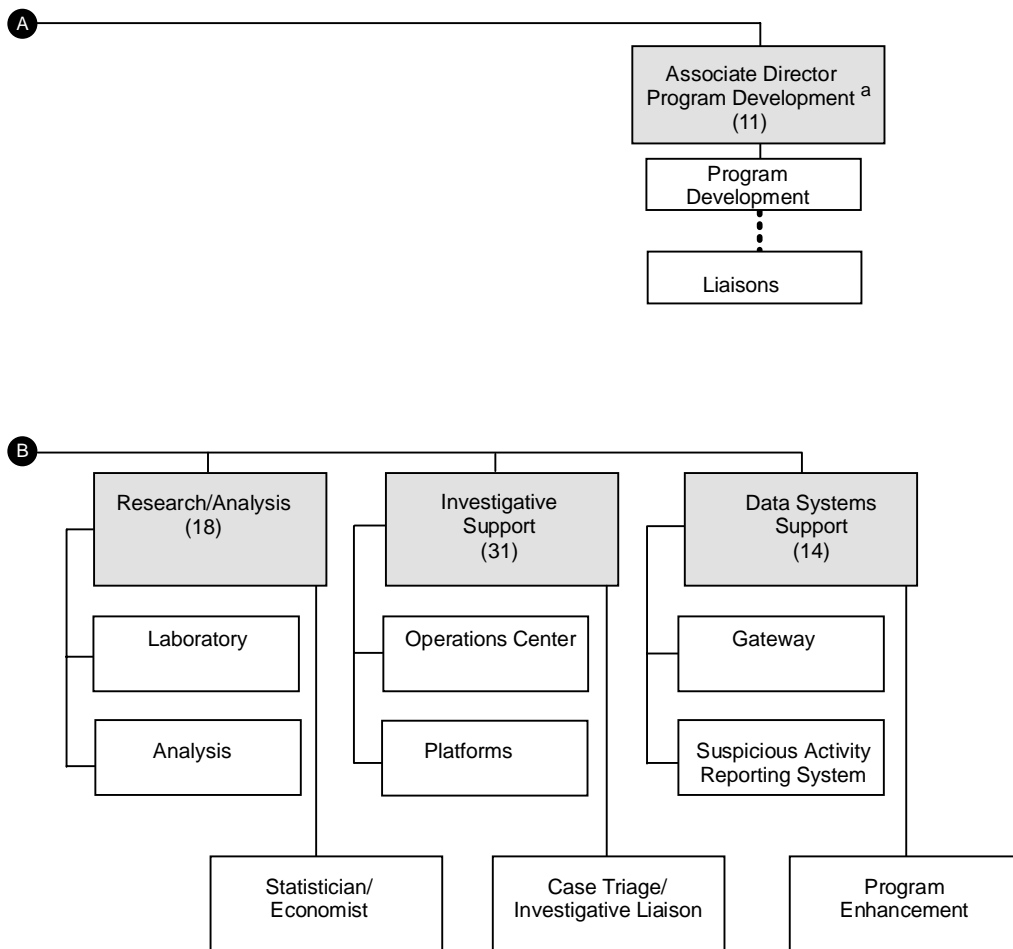 A
Associate Director
Program Development a
(11)
Program
Development
Liaisons
B
Research/Analysis
(18)
Investigative
Support
(31)
Data Systems
Support
(14)
Laboratory
Operations Center
Gateway
Analysis
Platforms
Suspicious Activity
Reporting System
Statistician/
Economist
Case Triage/
Investigative Liaison
Program
Enhancement